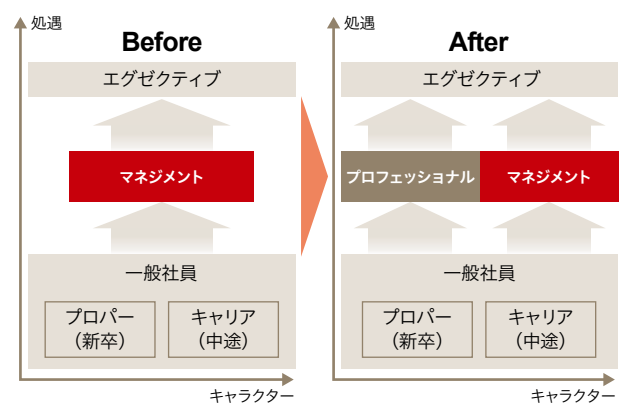 処遇
Before
エグゼクティブ
マネジメント
一般社員
プロパー
（新卒）
キャリア
（中途）
キャラクター
処遇
After
エグゼクティブ
プロフェッショナル
マネジメント
一般社員
プロパー
（新卒）
キャリア
（中途）
キャラクター